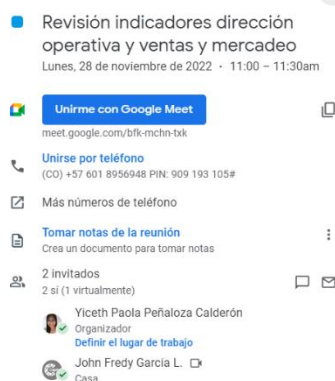 Revisión indicadores dirección
operativa y ventas y mercadeo
Lunes, 28 de noviembre de 2022 · 11:00 – 11:30am
Unirme con Google Meet
meet.google.com/bfk-mchn-txk
Unirse por teléfono
(CO) +57 601 8956948 PIN: 909 193 105#
Más números de teléfono
Tomar notas de la reunión
Crea un documento para tomar notas
2 invitados
2 sí (1 virtualmente)
Yiceth Paola Peñaloza Calderón
Organizador
Definir el lugar de trabajo
John Fredy Garcia L.
Casa